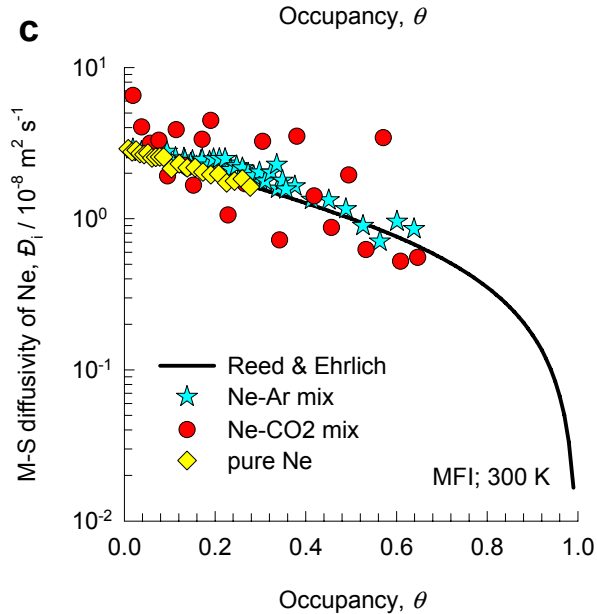 c
Occupancy, θ
M-S diffusivity of Ne, Đi / 10-8 m2 s-1
10¹
10⁰
10⁻¹
10⁻²
Reed & Ehrlich
Ne-Ar mix
Ne-CO2 mix
pure Ne
MFI; 300 K
0.0 0.2 0.4 0.6 0.8 1.0
Occupancy, θ